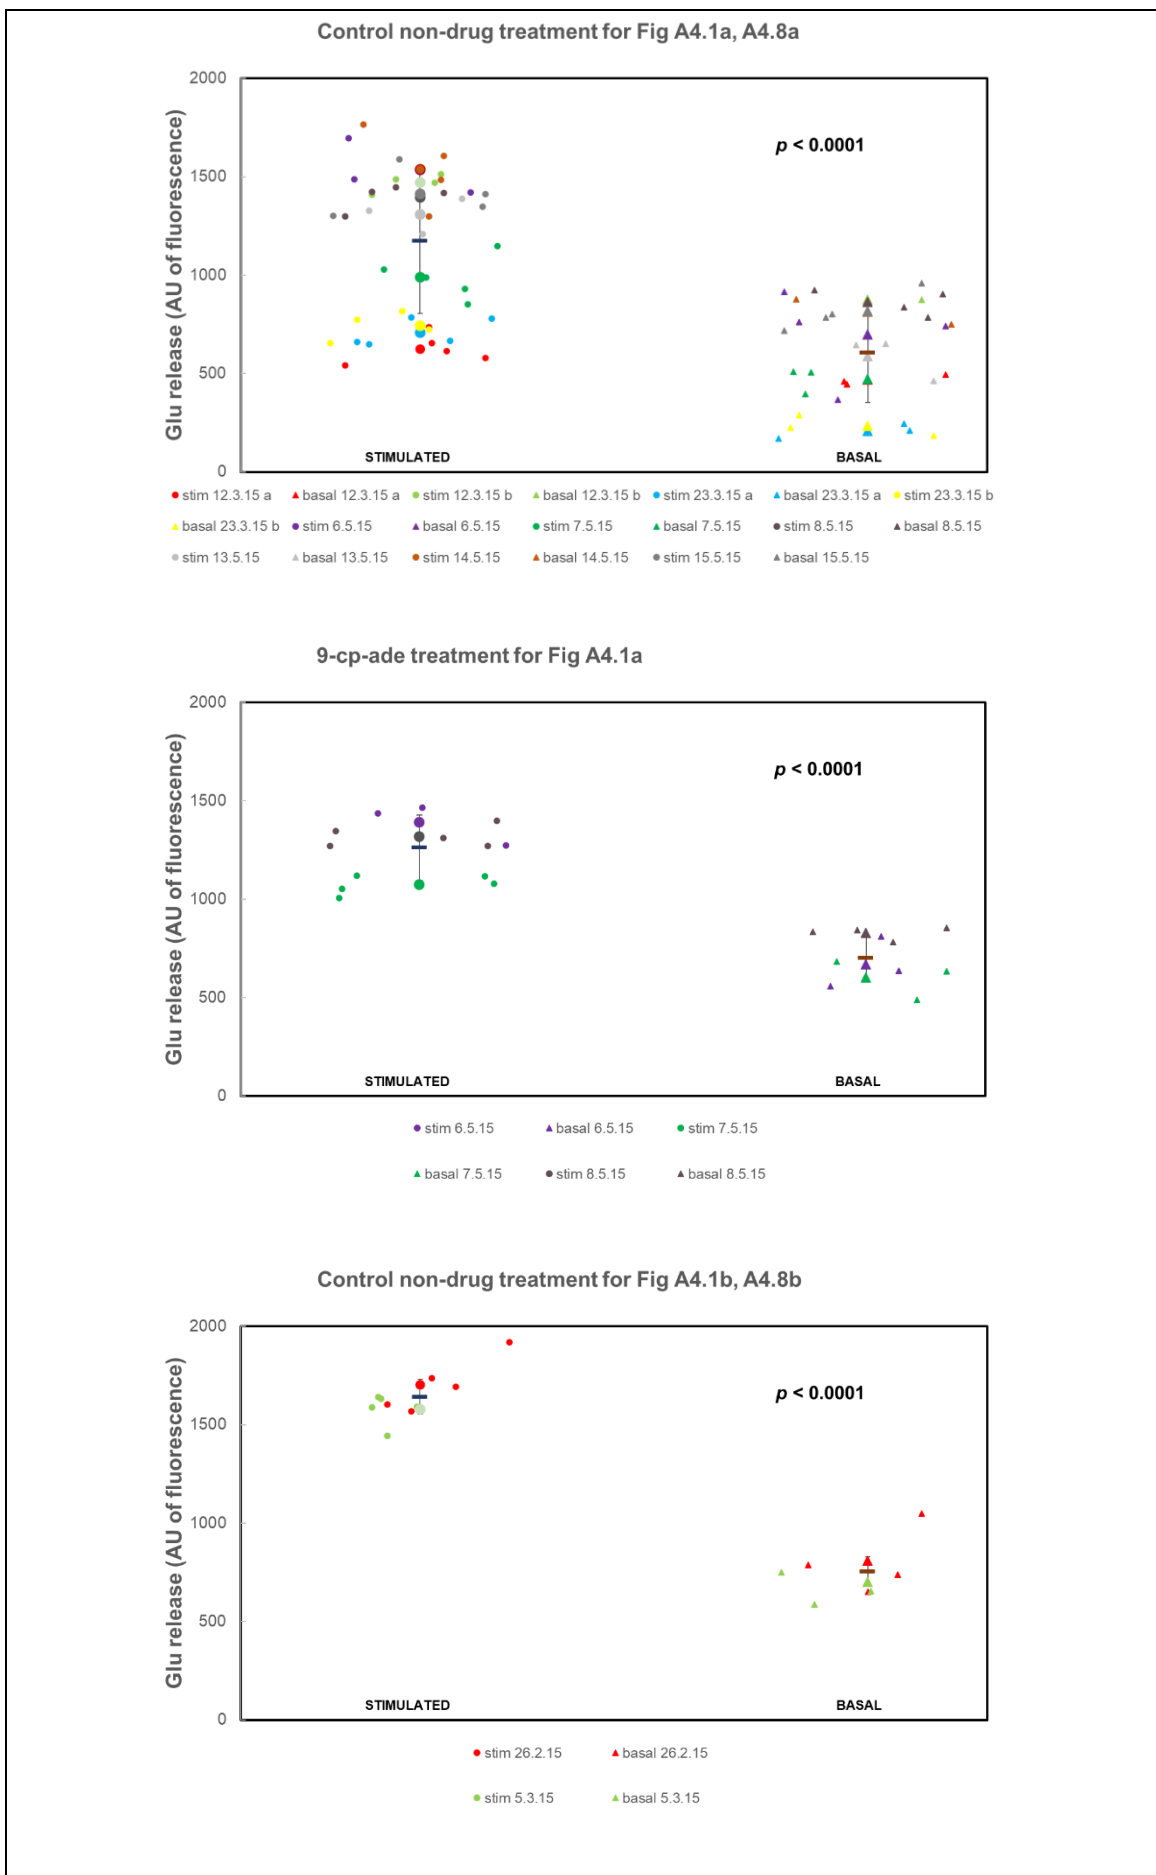 Control non-drug treatment for Fig A4.1a, A4.8a
2000
1500
1000
500
0
Glu release (AU of fluorescence)
p < 0.0001
STIMULATED BASAL
stim 12.3.15 a basal 12.3.15 a stim 12.3.15 b basal 12.3.15 b stim 23.3.15 a basal 23.3.15 a stim 23.3.15 b
basal 23.3.15 b stim 6.5.15 basal 6.5.15 stim 7.5.15 basal 7.5.15 stim 8.5.15 basal 8.5.15
stim 13.5.15 basal 13.5.15 stim 14.5.15 basal 14.5.15 stim 15.5.15 basal 15.5.15
9-cp-ade treatment for Fig A4.1a
2000
1500
1000
500
0
Glu release (AU of fluorescence)
p < 0.0001
STIMULATED BASAL
stim 6.5.15 basal 6.5.15 stim 7.5.15
basal 7.5.15 stim 8.5.15 basal 8.5.15
Control non-drug treatment for Fig A4.1b, A4.8b
2000
1500
1000
500
0
Glu release (AU of fluorescence)
p < 0.0001
STIMULATED BASAL
stim 26.2.15 basal 26.2.15
stim 5.3.15 basal 5.3.15